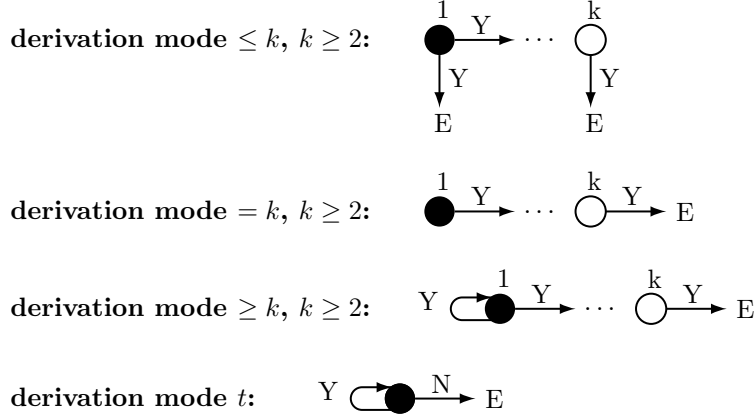 1 k
derivation mode ≤ k, k ≥ 2: Y ···
Y Y
E E
1 k
derivation mode = k, k ≥ 2: Y ··· Y E
1 k
derivation mode ≥ k, k ≥ 2: Y Y ··· Y E
derivation mode t: Y N E